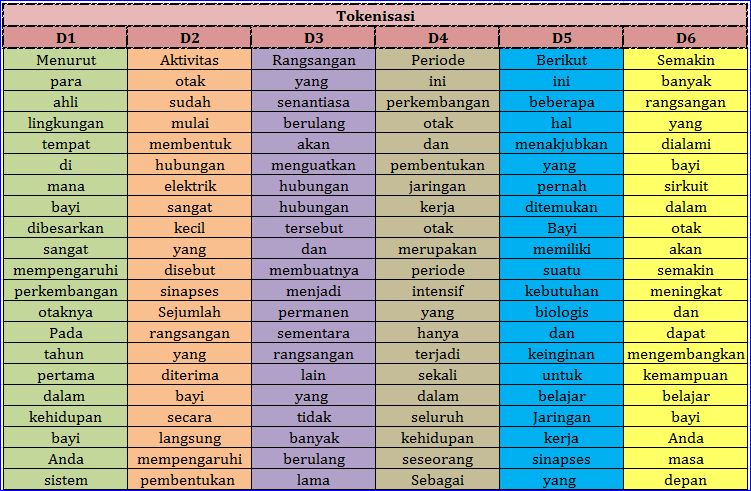 Tokenisasi
D1 D2 D3 D4 D5 D6
Menurut Aktivitas Rangsangan Periode Berikut Semakin
para otak yang ini ini banyak
ahli sudah senantiasa perkembangan beberapa rangsangan
lingkungan mulai berulang otak hal yang
tempat membentuk akan dan menakjubkan dialami
di hubungan menguatkan pembentukan yang bayi
mana elektrik hubungan jaringan pernah sirkuit
bayi sangat hubungan kerja ditemukan dalam
dibesarkan kecil tersebut otak Bayi otak
sangat yang dan merupakan memiliki akan
mempengaruhi disebut membuatnya periode suatu semakin
perkembangan sinapses menjadi intensif kebutuhan meningkat
otaknya Sejumlah permanen yang biologis dan
Pada rangsangan sementara hanya dan dapat
tahun yang rangsangan terjadi keinginan mengembangkan
pertama diterima lain sekali untuk kemampuan
dalam bayi yang dalam belajar belajar
kehidupan secara tidak seluruh Jaringan bayi
bayi langsung banyak kehidupan kerja Anda
Anda mempengaruhi berulang seseorang sinapses masa
sistem pembentukan lama Sebagai yang depan